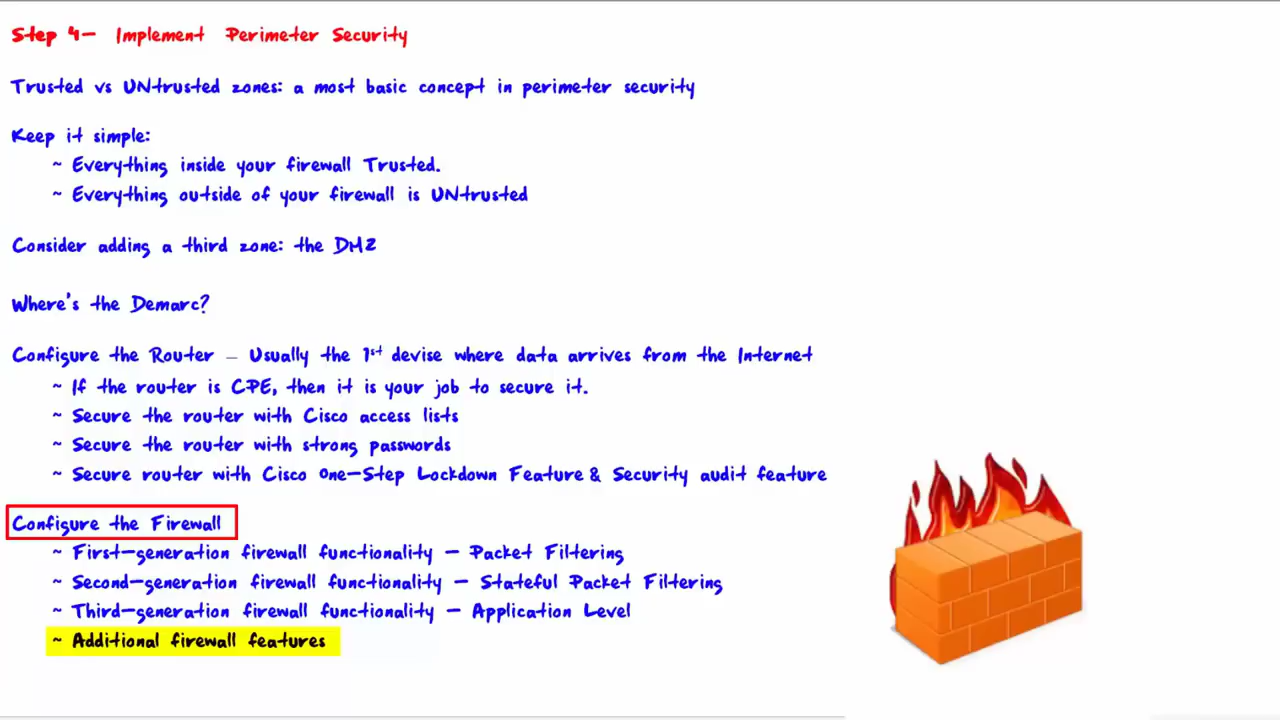 Step 4- Implement Perimeter Security
Trusted vs UNtrusted zones: a most basic concept in perimeter security
Keep it simple:
~ Everything inside your firewall Trusted.
~ Everything outside of your firewall is UNtrusted
Consider adding a third zone: the DMZ
Where's the Demarc?
Configure the Router – Usually the 1st devise where data arrives from the Internet
~ If the router is CPE, then it is your job to secure it.
~ Secure the router with Cisco access lists
~ Secure the router with strong passwords
~ Secure router with Cisco One-Step Lockdown Feature & Security audit feature
Configure the Firewall
~ First-generation firewall functionality - Packet Filtering
~ Second-generation firewall functionality - Stateful Packet Filtering
~ Third-generation firewall functionality - Application Level
~ Additional firewall features